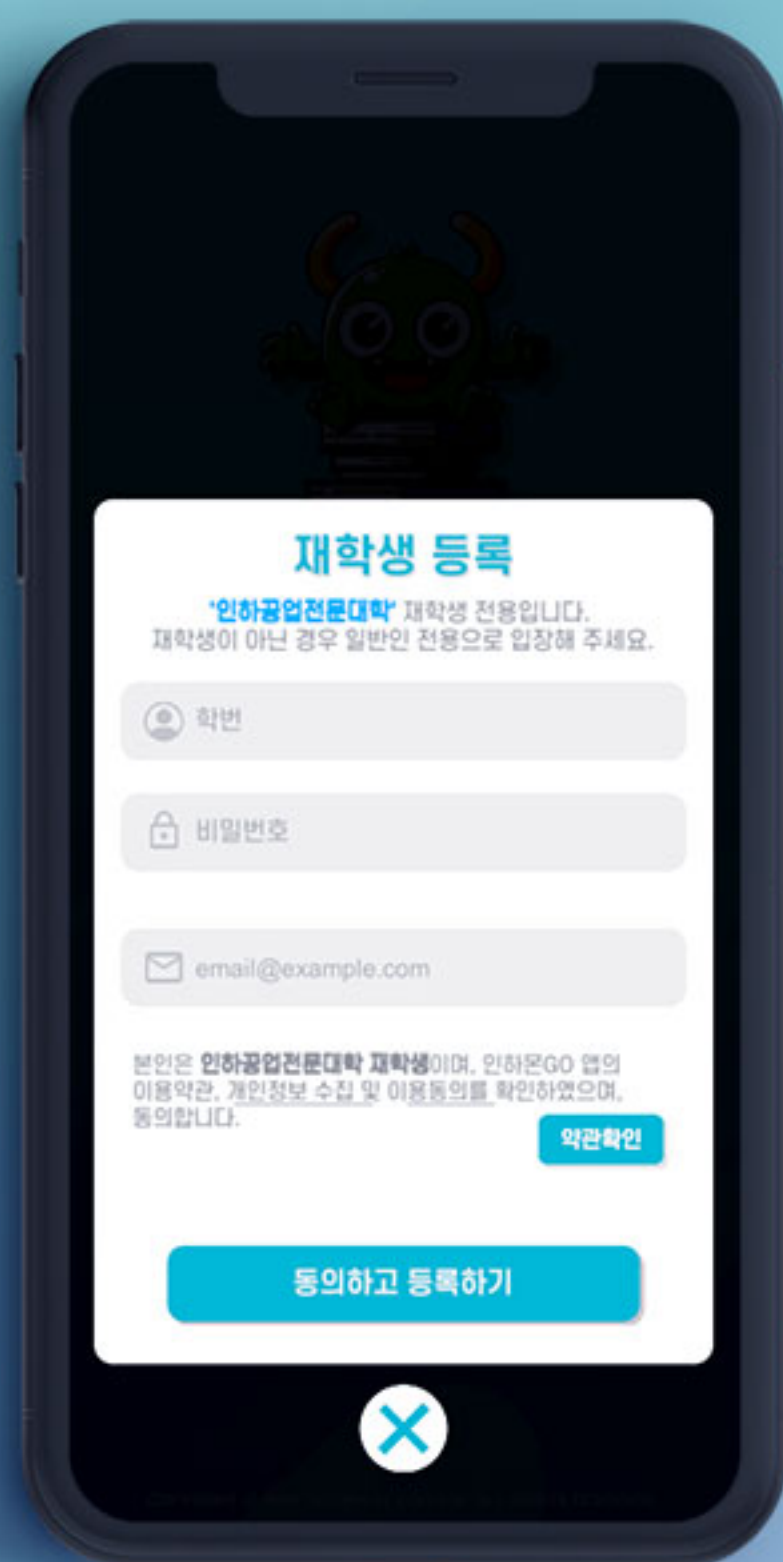 재학생 등록
'인하공업전문대학' 재학생 전용입니다.
재학생이 아닌 경우 일반인 전용으로 입장해 주세요.
학번
비밀번호
email@example.com
본인은 인하공업전문대학 재학생이며, 인하몬GO 앱의
이용약관, 개인정보 수집 및 이용동의를 확인하였으며,
동의합니다.
약관확인
동의하고 등록하기